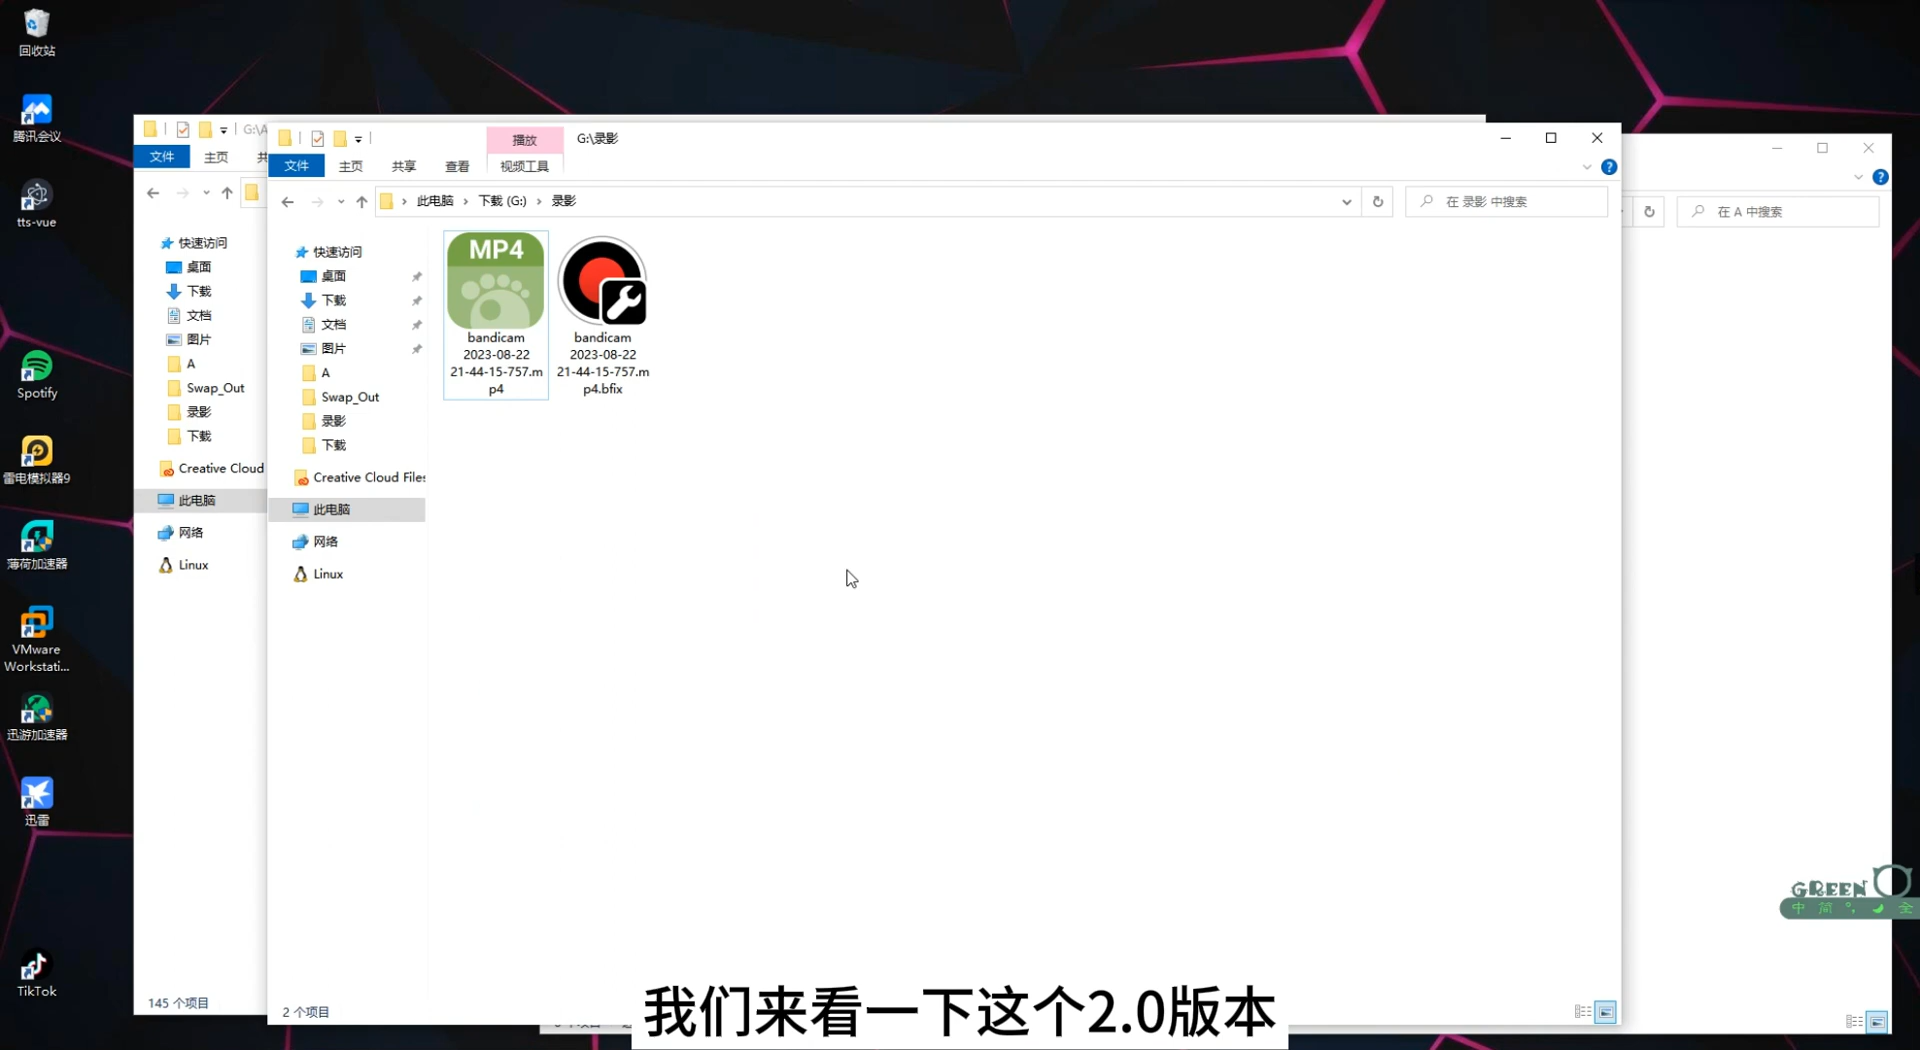 回收站
腾讯会议
tts-vue
Spotify
雷电模拟器9
薄荷加速器
VMware
Workstati...
迅游加速器
迅雷
TikTok
G:\A
文件
主页
快速访问
桌面
下载
文档
图片
A
Swap_Out
录影
下载
Creative Cloud
此电脑
网络
Linux
145 个项目
播放
G:\录影
文件
主页
共享
查看
视频工具
此电脑
下载 (G:)
录影
在 录影 中搜索
快速访问
桌面
下载
文档
图片
A
Swap_Out
录影
下载
Creative Cloud Files
此电脑
网络
Linux
MP4
bandicam
2023-08-22
21-44-15-757.m
p4
bandicam
2023-08-22
21-44-15-757.m
p4.bfix
2 个项目
在 A 中搜索
GREEN
中 简 °, 全
我们来看一下这个2.0版本